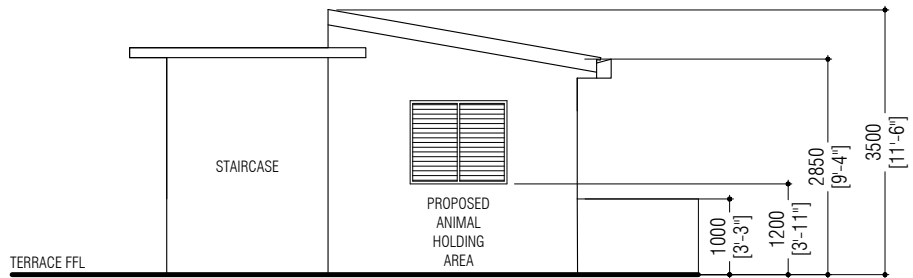 STAIRCASE
PROPOSED
ANIMAL
HOLDING
AREA
TERRACE FFL
1000
[3'-3"]
1200
[3'-11"]
2850
[9'-4"]
3500
[11'-6"]